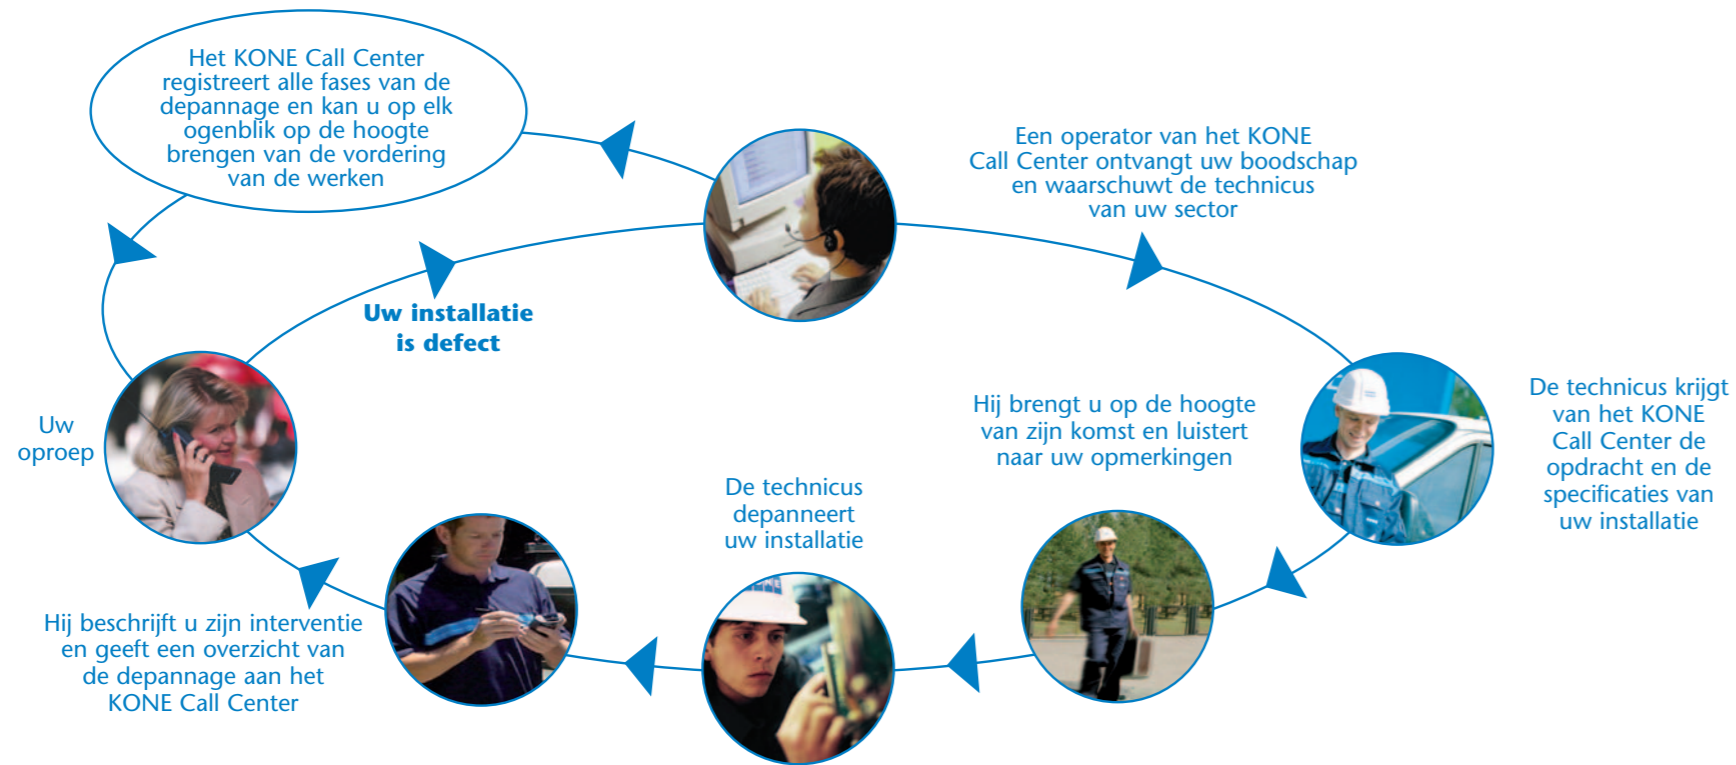 Het KONE Call Center
registreert alle fases van de
depannage en kan u op elk
ogenblik op de hoogte
brengen van de vordering
van de werken
Een operator van het KONE
Call Center ontvangt uw boodschap
en waarschuwt de technicus
van uw sector
Uw installatie
is defect
Uw
oproep
Hij brengt u op de hoogte
van zijn komst en luistert
naar uw opmerkingen
De technicus krijgt
van het KONE
Call Center de
opdracht en de
specificaties van
uw installatie
De technicus
depanneert
uw installatie
Hij beschrijft u zijn interventie
en geeft een overzicht van
de depannage aan het
KONE Call Center